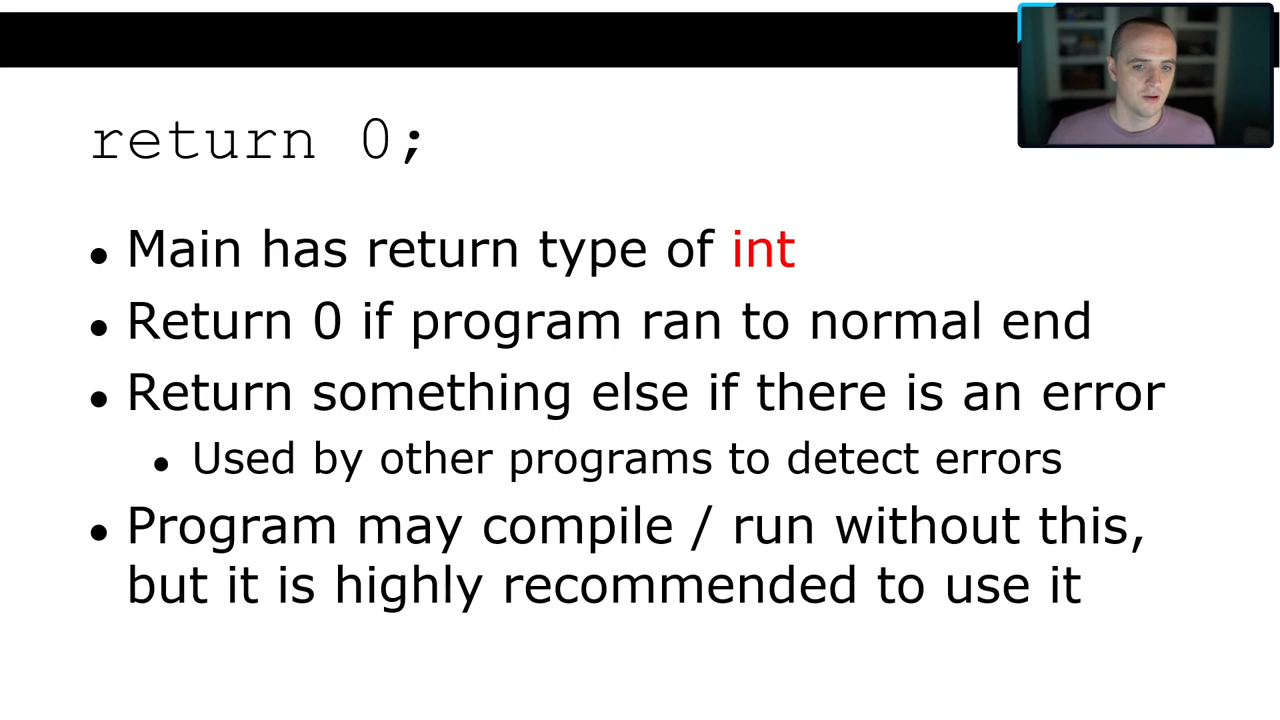 return 0;
• Main has return type of int
• Return 0 if program ran to normal end
• Return something else if there is an error
• Used by other programs to detect errors
• Program may compile / run without this,
but it is highly recommended to use it